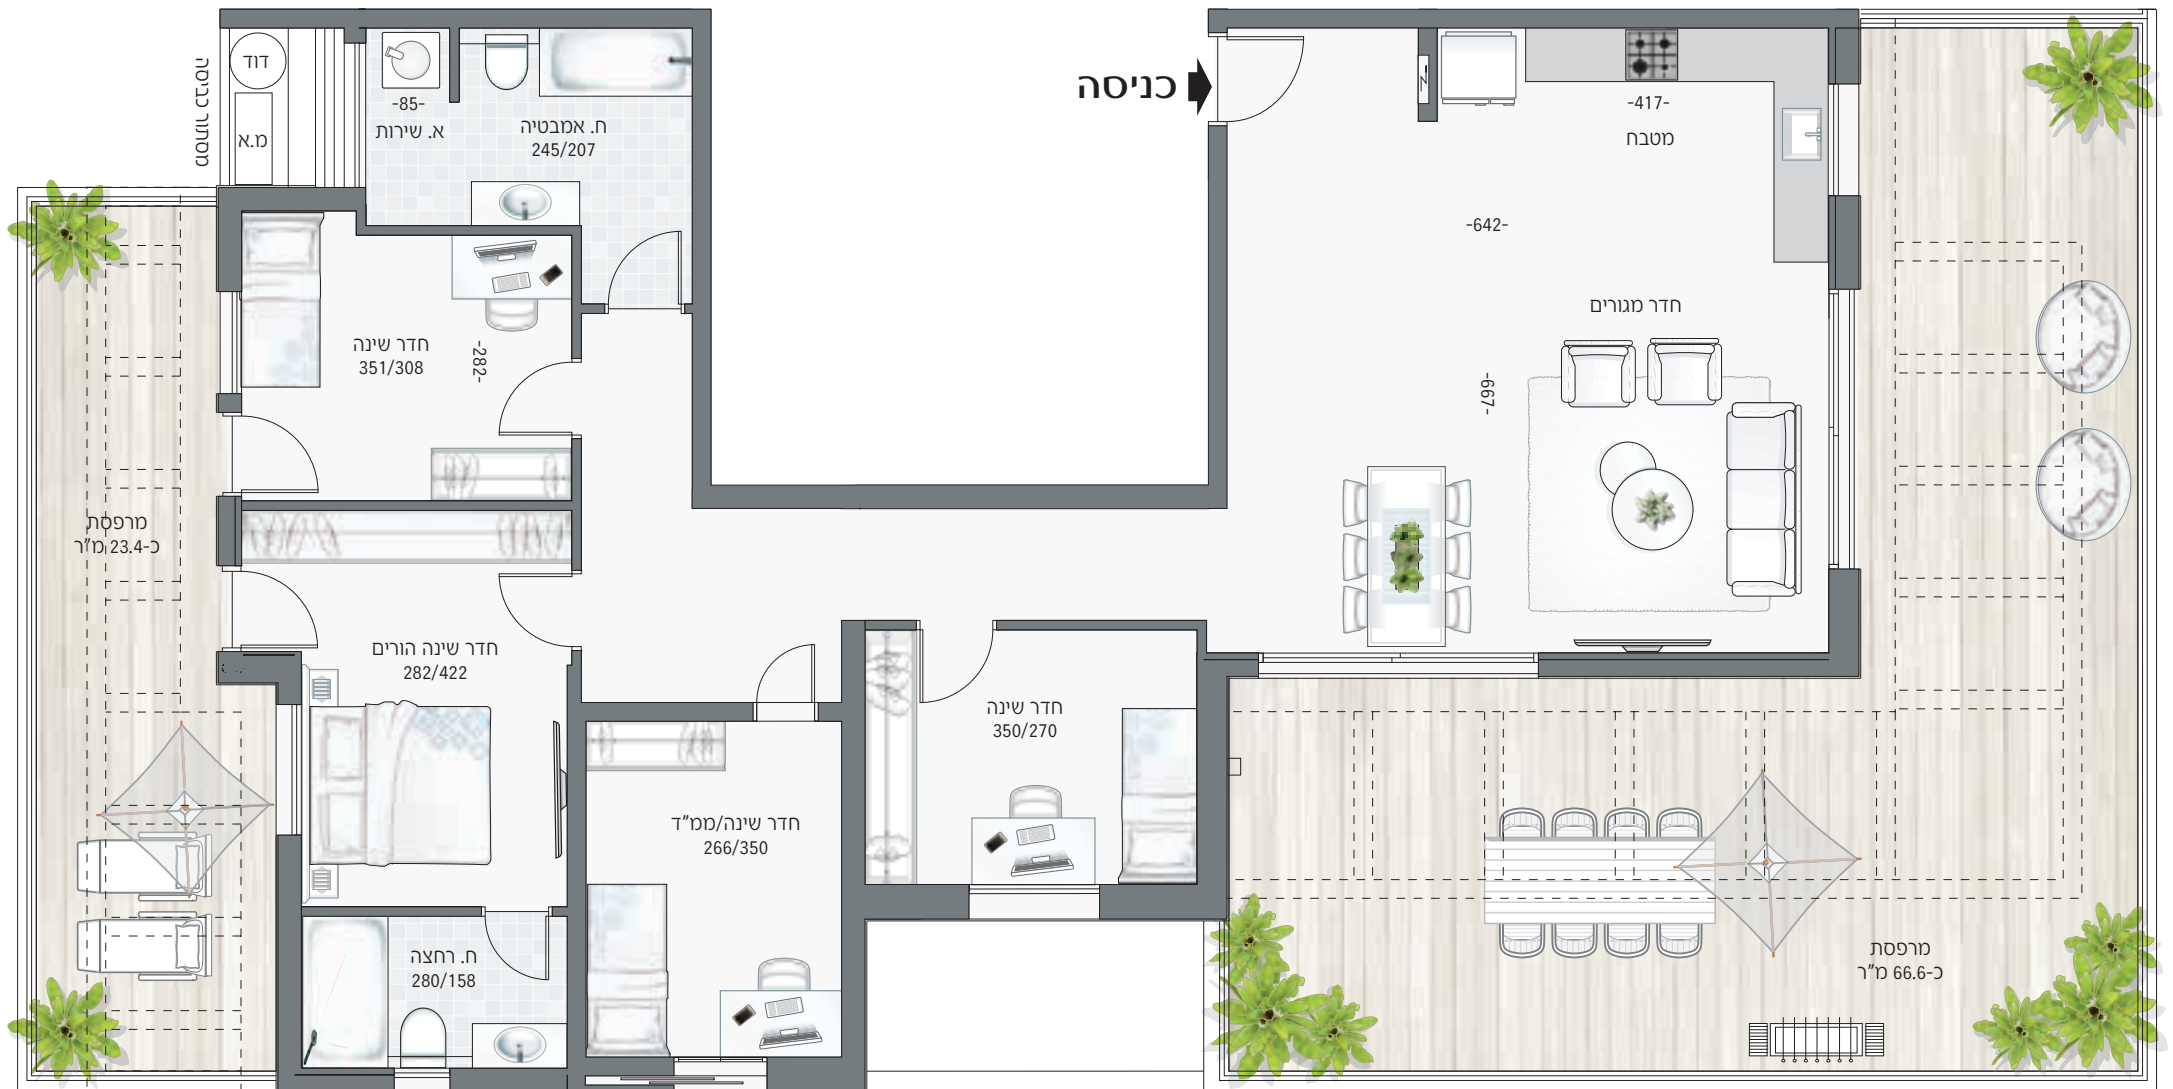 כניסה
-417-
מטבח
-642-
חדר מגורים
-667-
דוד
מ.א
מסתור כביסה
-85-
א. שירות
ח. אמבטיה
245/207
חדר שינה
351/308
-282-
מרפסת
כ-23.4 מ"ר
חדר שינה הורים
282/422
חדר שינה
350/270
חדר שינה/ממ"ד
266/350
ח. רחצה
280/158
מרפסת
כ-66.6 מ"ר